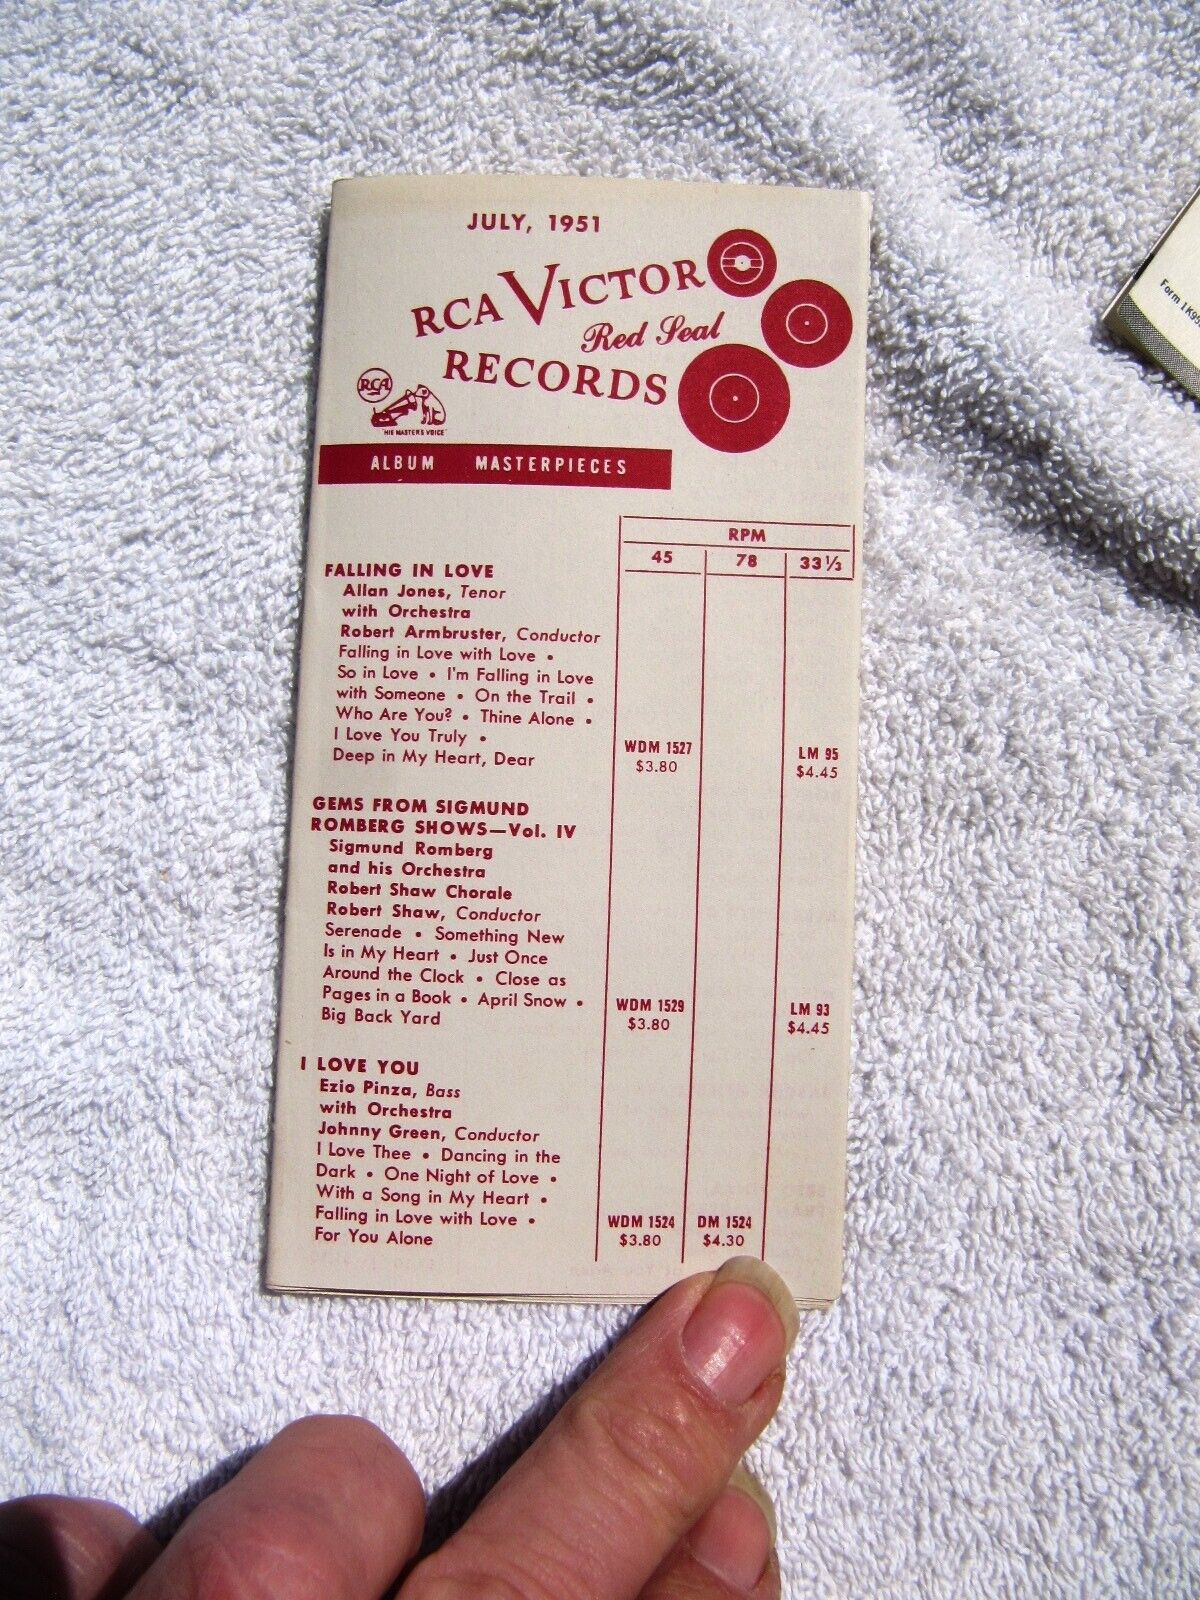 JULY, 1951
RCA VICTOR
Red Seal
RECORDS
RCA
"HIS MASTER'S VOICE"
ALBUM MASTERPIECES
RPM
45 78 33 1/3
FALLING IN LOVE
Allan Jones, Tenor
with Orchestra
Robert Armbruster, Conductor
Falling in Love with Love •
So in Love • I'm Falling in Love
with Someone • On the Trail •
Who Are You? • Thine Alone •
I Love You Truly •
Deep in My Heart, Dear
WDM 1527 LM 95
$3.80 $4.45
GEMS FROM SIGMUND
ROMBERG SHOWS—Vol. IV
Sigmund Romberg
and his Orchestra
Robert Shaw Chorale
Robert Shaw, Conductor
Serenade • Something New
Is in My Heart • Just Once
Around the Clock • Close as
Pages in a Book • April Snow •
Big Back Yard
WDM 1529 LM 93
$3.80 $4.45
I LOVE YOU
Ezio Pinza, Bass
with Orchestra
Johnny Green, Conductor
I Love Thee • Dancing in the
Dark • One Night of Love •
With a Song in My Heart •
Falling in Love with Love •
For You Alone
WDM 1524 DM 1524
$3.80 $4.30
Form